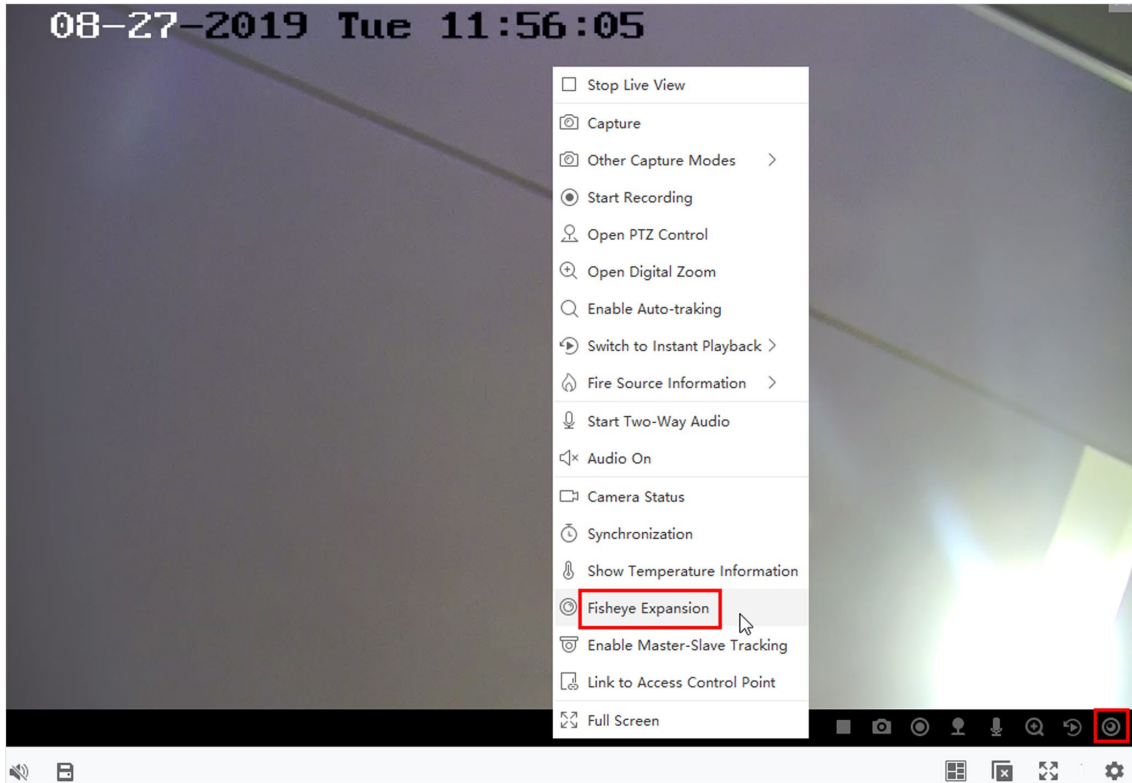 08-27-2019 Tue 11:56:05
Stop Live View
Capture
Other Capture Modes
Start Recording
Open PTZ Control
Open Digital Zoom
Enable Auto-traking
Switch to Instant Playback
Fire Source Information
Start Two-Way Audio
Audio On
Camera Status
Synchronization
Show Temperature Information
Fisheye Expansion
Enable Master-Slave Tracking
Link to Access Control Point
Full Screen